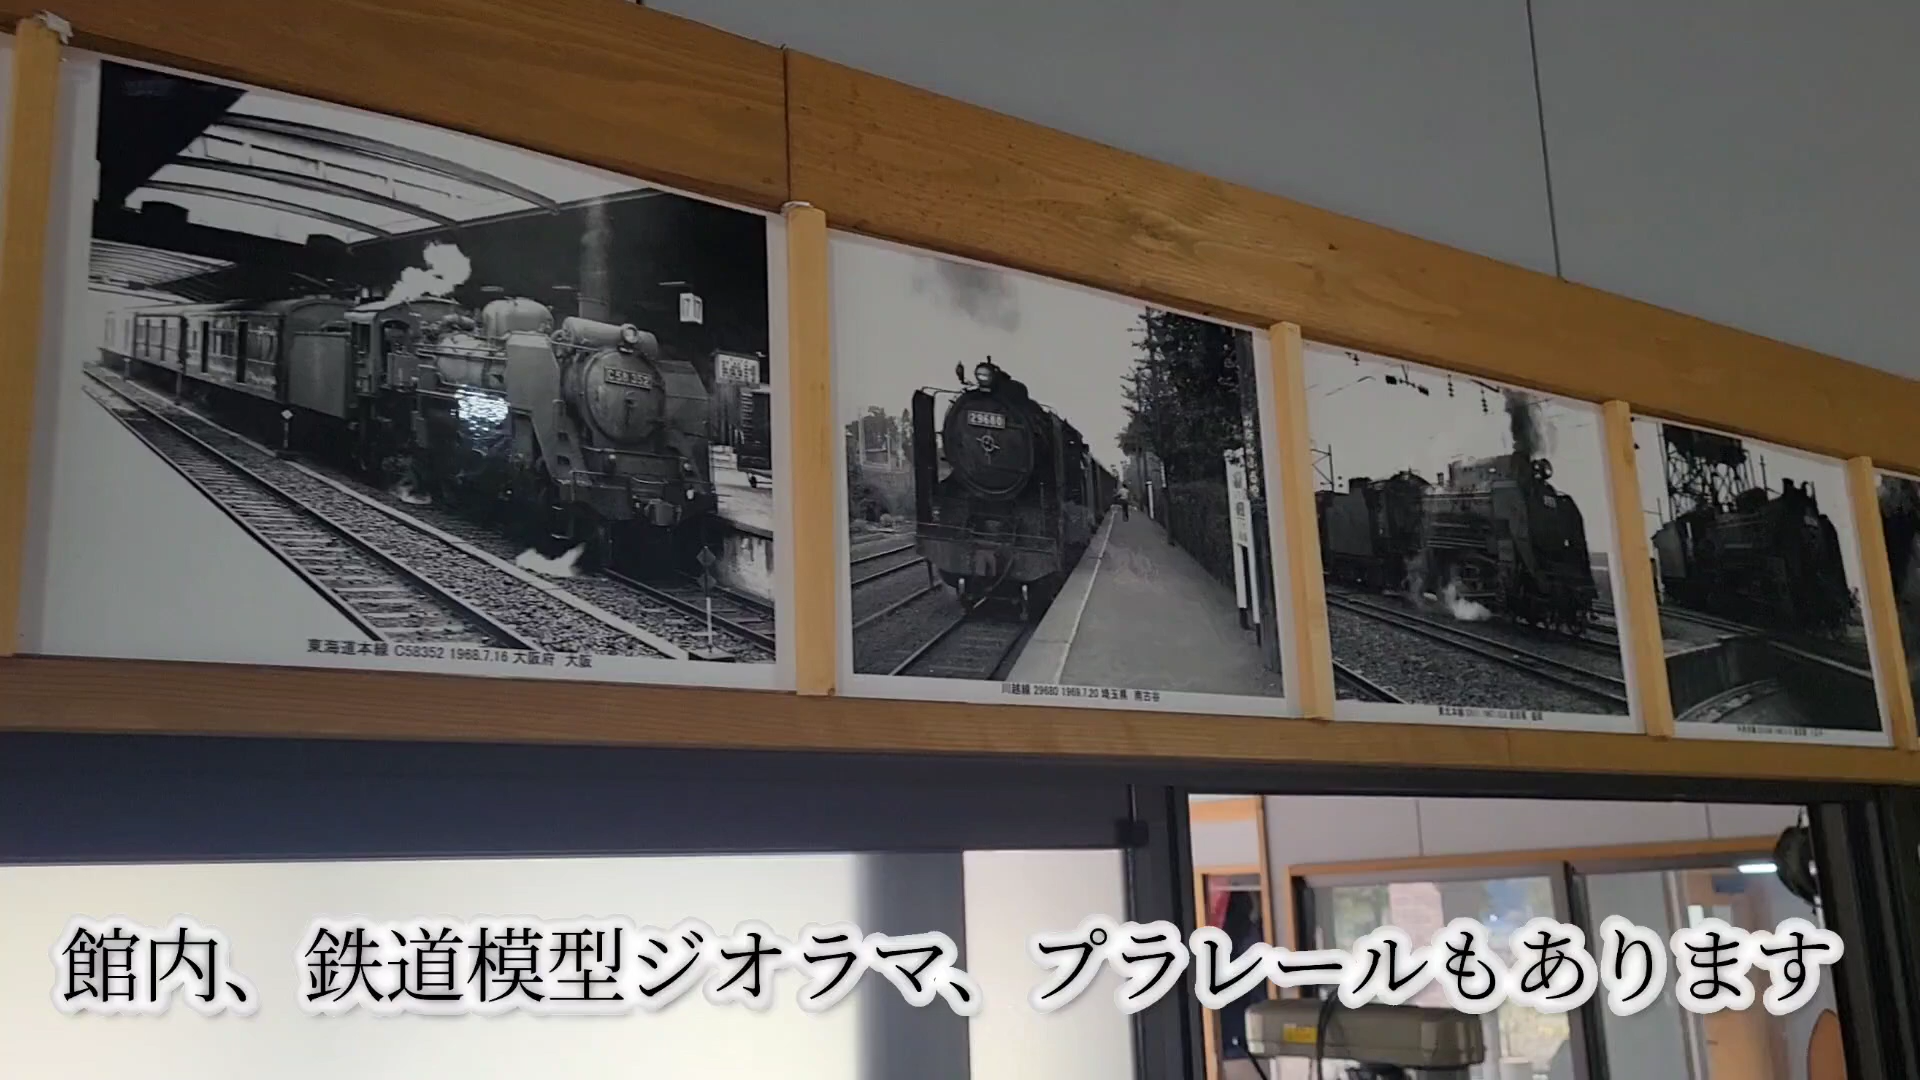 C58 352
東海道本線 C58352 1968.7.16 大阪府 大阪
29680
川越線 29680 1969.7.20 埼玉県 南古谷
館内、鉄道模型ジオラマ、プラレールもあります